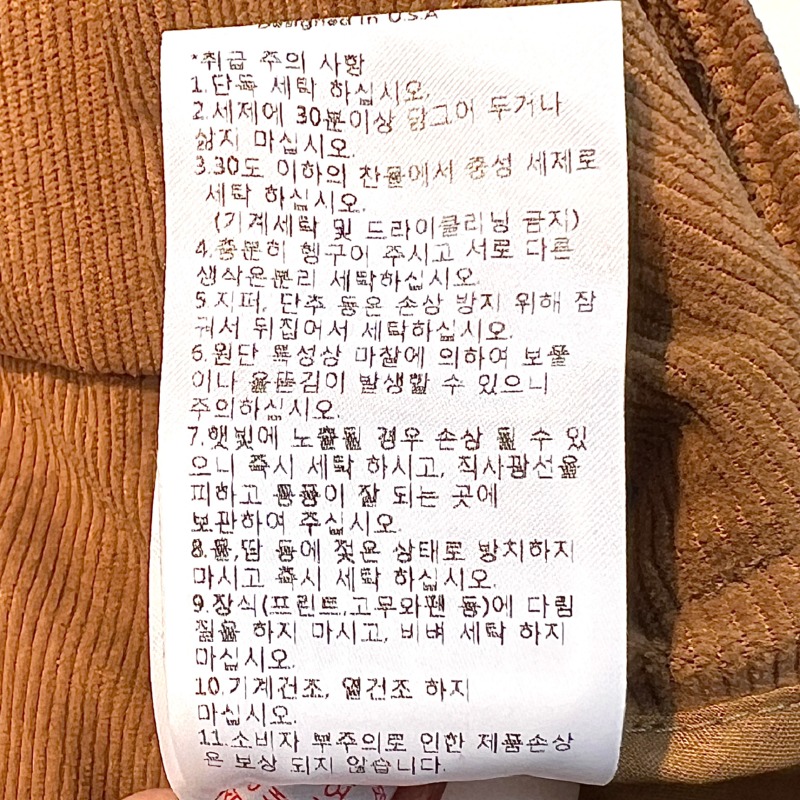 Designed in U.S.A
*취급 주의 사항
1.단독 세탁 하십시오.
2.세제에 30분이상 담그어 두거나
삶지 마십시오.
3.30도 이하의 찬물에서 중성 세제로
세탁 하십시오.
(기계세탁 및 드라이클리닝 금지)
4.충분히 헹구어 주시고 서로 다른
색삭은분리 세탁하십시오.
5.지퍼, 단추 등은 손상 방지 위해 잠
궈서 뒤집어서 세탁하십시오.
6.원단 특성상 마찰에 의하여 보풀
이나 올뜯김이 발생할 수 있으니
주의하십시오.
7.햇빛에 노출될 경우 손상 될 수 있
으니 즉시 세탁 하시고, 직사광선을
피하고 통풍이 잘 되는 곳에
보관하여 주십시오.
8.물,땀 등에 젖은 상태로 방치하지
마시고 즉시 세탁 하십시오.
9.장식(프린트,고무와펜 등)에 다림
질을 하지 마시고, 비벼 세탁 하지
마십시오.
10.기계건조, 열건조 하지
마십시오.
11.소비자 부주의로 인한 제품손상
은 보상 되지 않습니다.